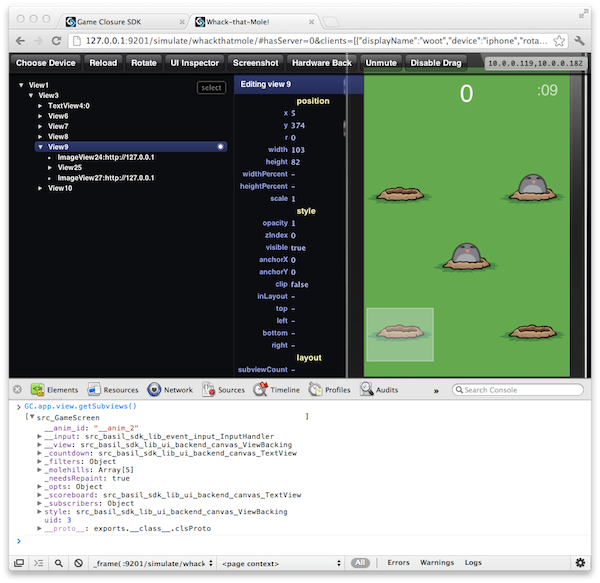 Game Closure SDK
Whack-that-Mole!
127.0.0.1:9201/simulate/whackthatmole/#hasServer=0&clients=[["displayName":"woot","device":"iphone","rota...
Choose Device Reload Rotate UI Inspector Screenshot Hardware Back Unmute Disable Drag 10.0.0.119,10.0.0.182
View1
select
View3
TextView4:0
View6
View7
View8
View9
ImageView24:http://127.0.0.1
View25
ImageView27:http://127.0.0.1
View10
Editing view 9
position
x 5
y 374
r 0
width 103
height 82
widthPercent –
heightPercent –
scale 1
style
opacity 1
zIndex 0
visible true
anchorX 0
anchorY 0
clip false
inLayout –
top –
left –
bottom –
right –
layout
subviewCount –
0
:09
Elements Resources Network Sources Timeline Profiles Audits » Search Console
> GC.app.view.getSubviews()
[▼src_GameScreen
__anim_id: "__anim_2"
▶__input: src_basil_sdk_lib_event_input_InputHandler
▶__view: src_basil_sdk_lib_ui_backend_canvas_ViewBacking
▶_countdown: src_basil_sdk_lib_ui_backend_canvas_TextView
▶_filters: Object
▶_molehills: Array[5]
_needsRepaint: true
▶_opts: Object
▶_scoreboard: src_basil_sdk_lib_ui_backend_canvas_TextView
▶_subscribers: Object
▶style: src_basil_sdk_lib_ui_backend_canvas_ViewBacking
uid: 3
▶__proto__: exports.__class__.clsProto
>
_frame( :9201/simulate/whack <page context> All Errors Warnings Logs